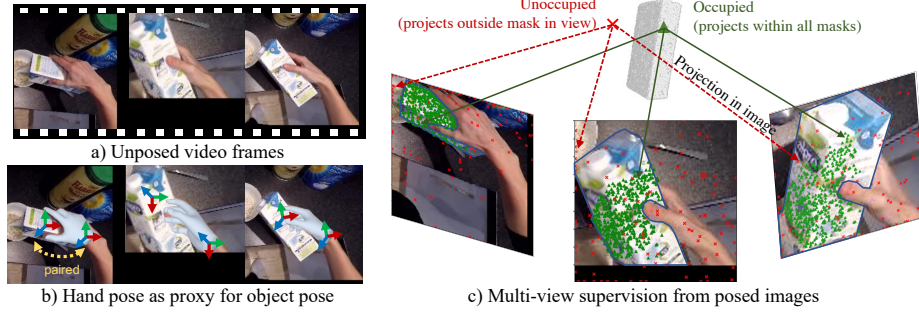 a) Unposed video frames
paired
b) Hand pose as proxy for object pose
Unoccupied
(projects outside mask in view)
Occupied
(projects within all masks)
Projection in image
c) Multi-view supervision from posed images